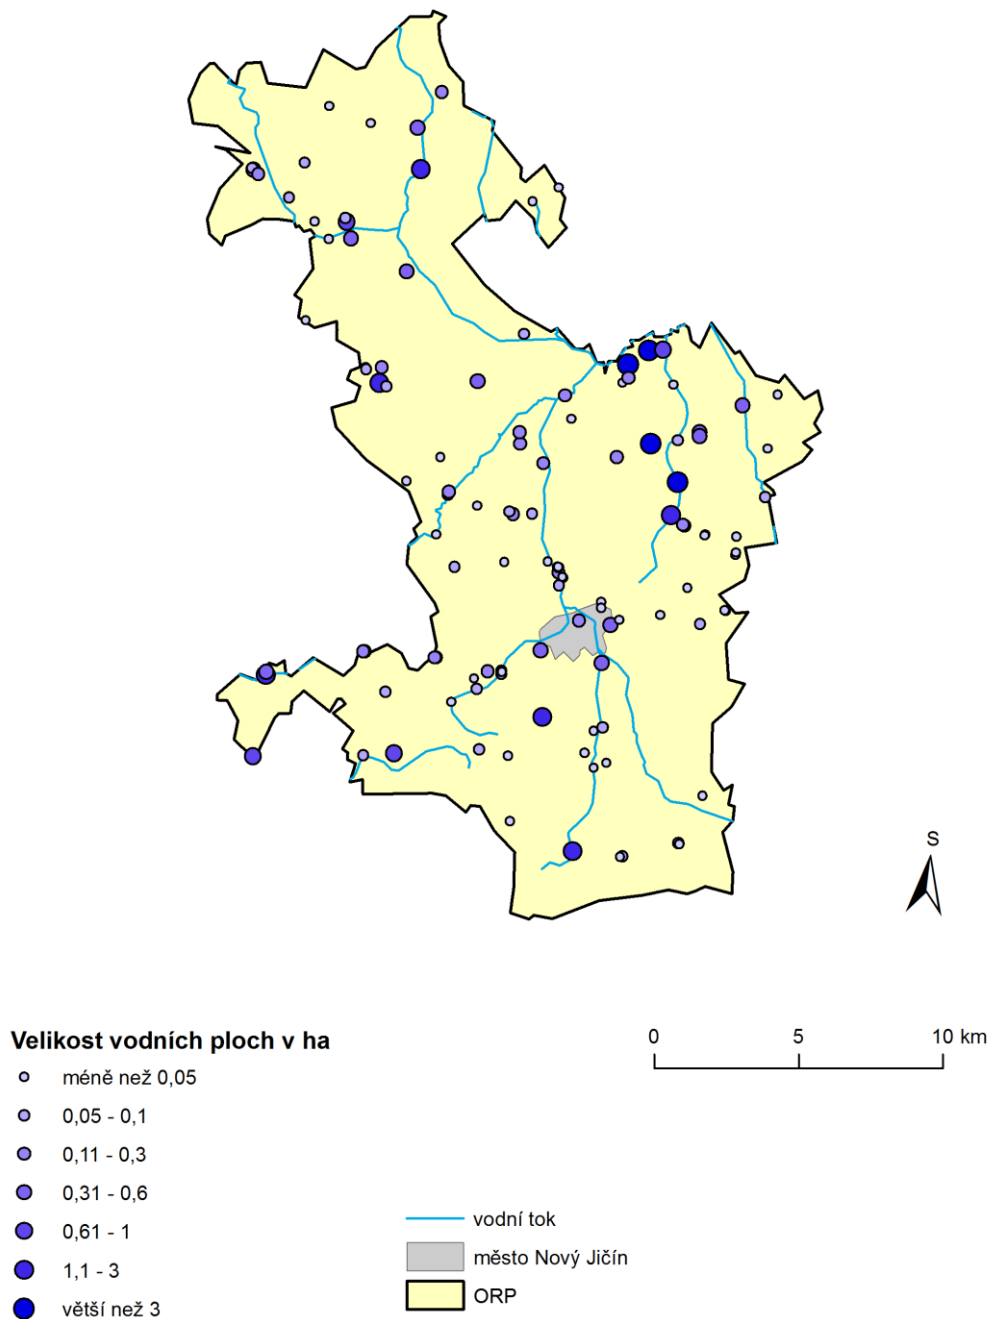 S
Velikost vodních ploch v ha
0 5 10 km
méně než 0,05
0,05 - 0,1
0,11 - 0,3
0,31 - 0,6
0,61 - 1
1,1 - 3
větší než 3
vodní tok
město Nový Jičín
ORP